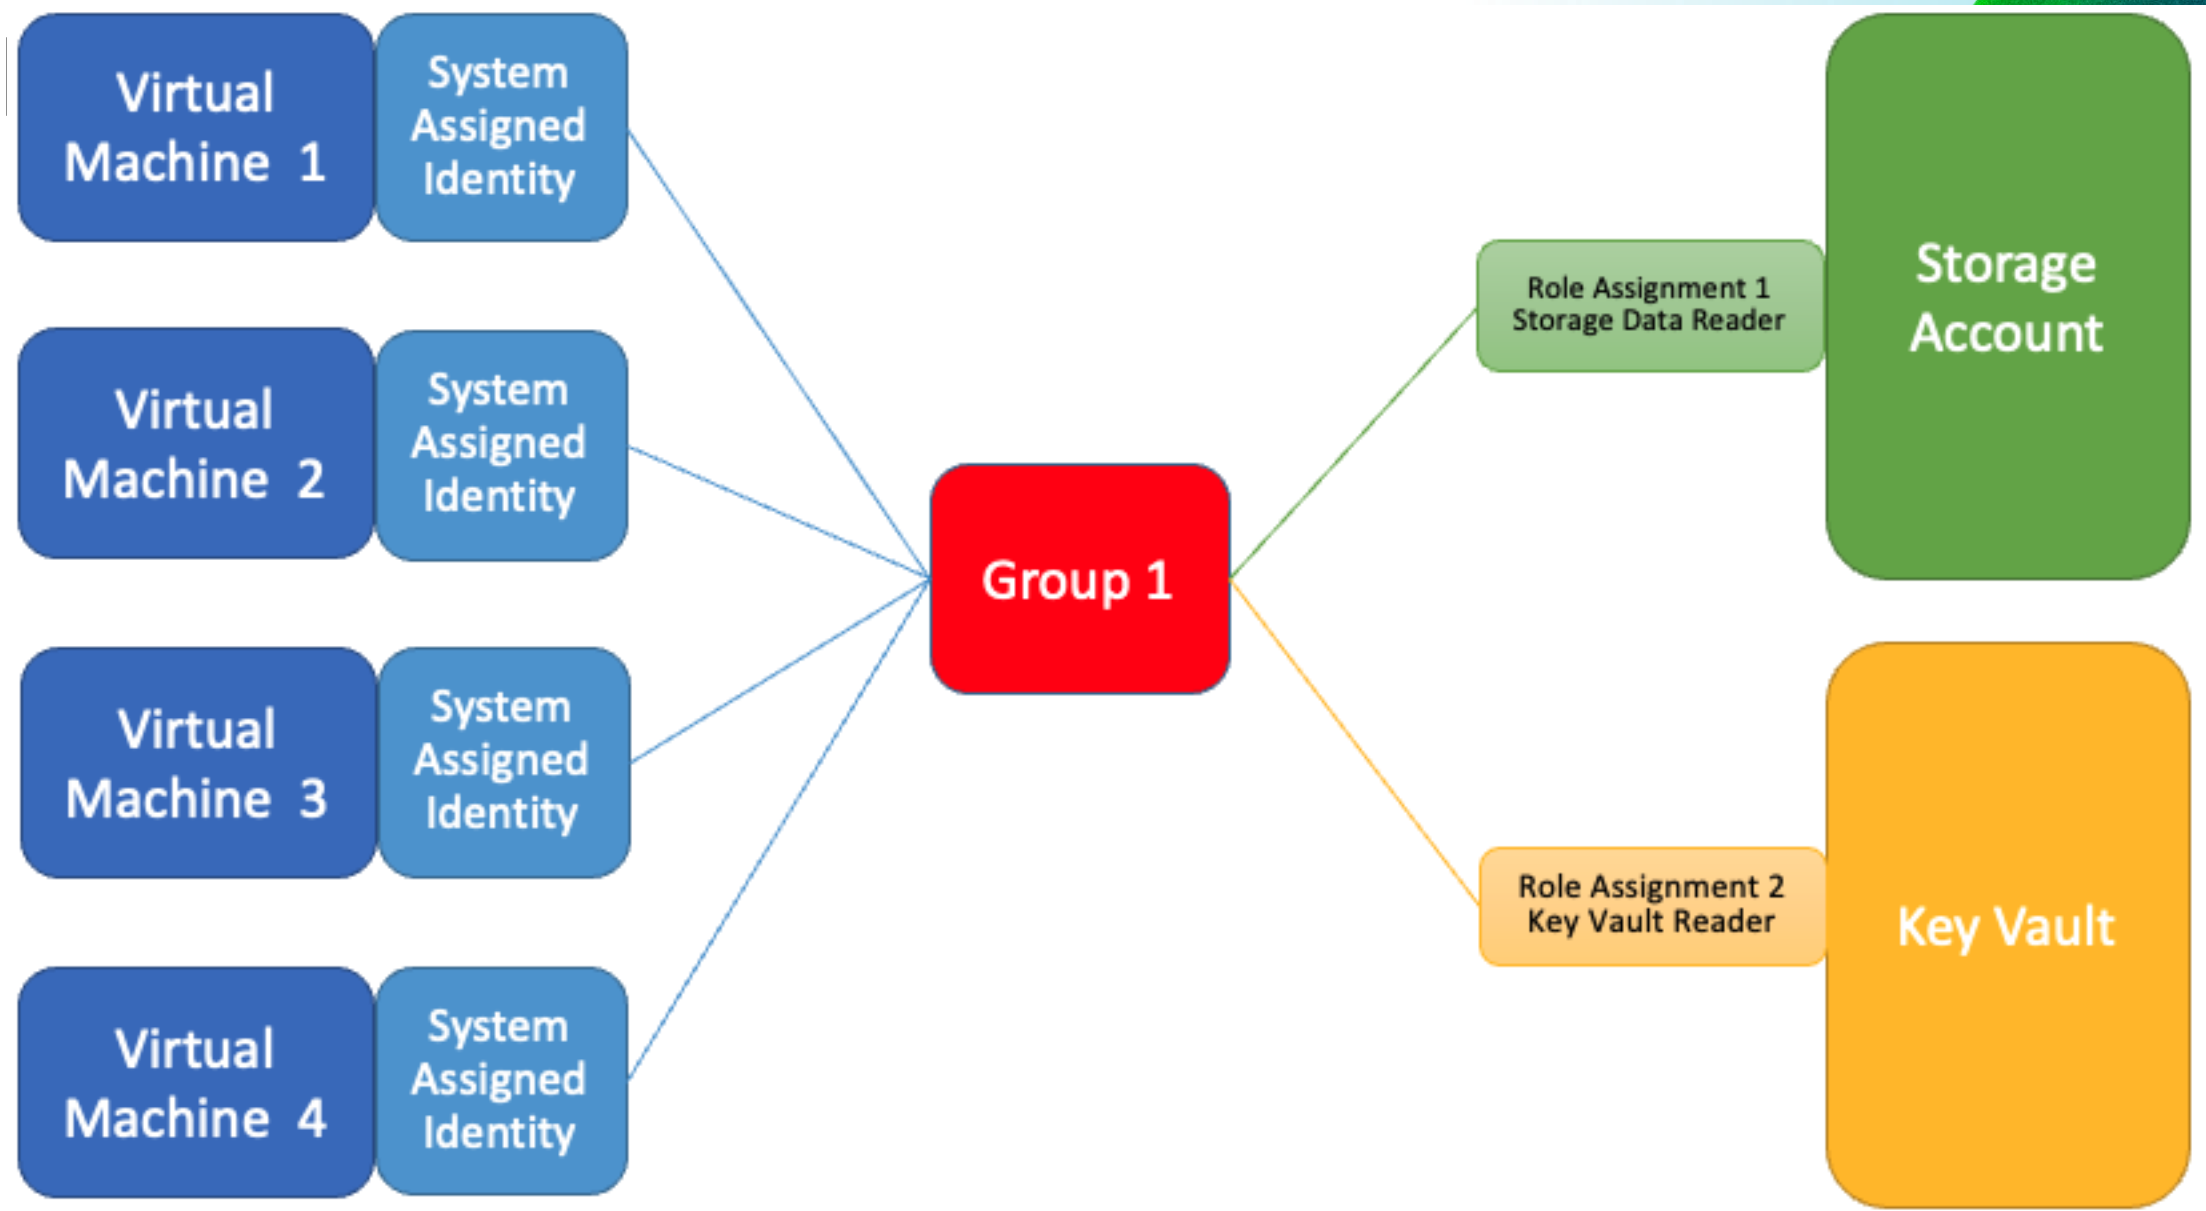 Virtual
Machine 1
System
Assigned
Identity
Virtual
Machine 2
System
Assigned
Identity
Virtual
Machine 3
System
Assigned
Identity
Virtual
Machine 4
System
Assigned
Identity
Group 1
Role Assignment 1
Storage Data Reader
Storage
Account
Role Assignment 2
Key Vault Reader
Key Vault